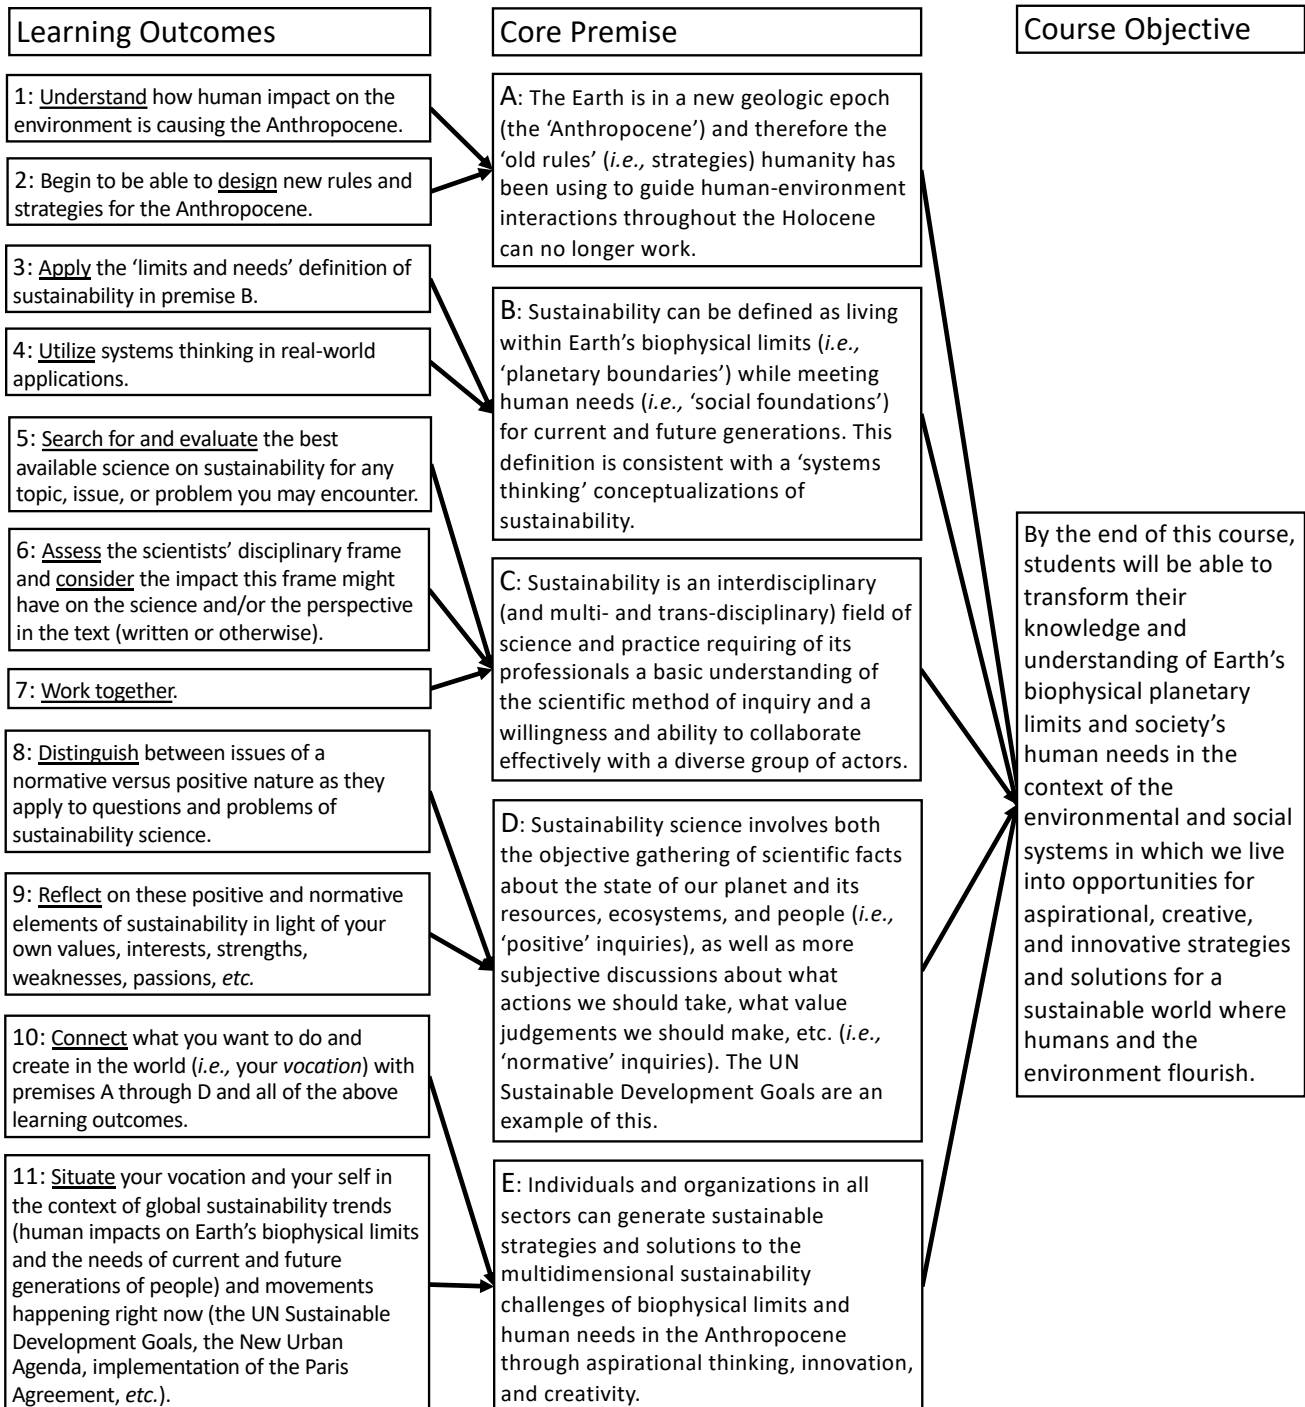 Learning Outcomes
1: Understand how human impact on the
environment is causing the Anthropocene.
2: Begin to be able to design new rules and
strategies for the Anthropocene.
3: Apply the ‘limits and needs’ definition of
sustainability in premise B.
4: Utilize systems thinking in real-world
applications.
5: Search for and evaluate the best
available science on sustainability for any
topic, issue, or problem you may encounter.
6: Assess the scientists’ disciplinary frame
and consider the impact this frame might
have on the science and/or the perspective
in the text (written or otherwise).
7: Work together.
8: Distinguish between issues of a
normative versus positive nature as they
apply to questions and problems of
sustainability science.
9: Reflect on these positive and normative
elements of sustainability in light of your
own values, interests, strengths,
weaknesses, passions, etc.
10: Connect what you want to do and
create in the world (i.e., your vocation) with
premises A through D and all of the above
learning outcomes.
11: Situate your vocation and your self in
the context of global sustainability trends
(human impacts on Earth’s biophysical limits
and the needs of current and future
generations of people) and movements
happening right now (the UN Sustainable
Development Goals, the New Urban
Agenda, implementation of the Paris
Agreement, etc.).
Core Premise
A: The Earth is in a new geologic epoch
(the ‘Anthropocene’) and therefore the
‘old rules’ (i.e., strategies) humanity has
been using to guide human-environment
interactions throughout the Holocene
can no longer work.
B: Sustainability can be defined as living
within Earth’s biophysical limits (i.e.,
‘planetary boundaries’) while meeting
human needs (i.e., ‘social foundations’)
for current and future generations. This
definition is consistent with a ‘systems
thinking’ conceptualizations of
sustainability.
C: Sustainability is an interdisciplinary
(and multi- and trans-disciplinary) field of
science and practice requiring of its
professionals a basic understanding of
the scientific method of inquiry and a
willingness and ability to collaborate
effectively with a diverse group of actors.
D: Sustainability science involves both
the objective gathering of scientific facts
about the state of our planet and its
resources, ecosystems, and people (i.e.,
‘positive’ inquiries), as well as more
subjective discussions about what
actions we should take, what value
judgements we should make, etc. (i.e.,
‘normative’ inquiries). The UN
Sustainable Development Goals are an
example of this.
E: Individuals and organizations in all
sectors can generate sustainable
strategies and solutions to the
multidimensional sustainability
challenges of biophysical limits and
human needs in the Anthropocene
through aspirational thinking, innovation,
and creativity.
Course Objective
By the end of this course,
students will be able to
transform their
knowledge and
understanding of Earth’s
biophysical planetary
limits and society’s
human needs in the
context of the
environmental and social
systems in which we live
into opportunities for
aspirational, creative,
and innovative strategies
and solutions for a
sustainable world where
humans and the
environment flourish.